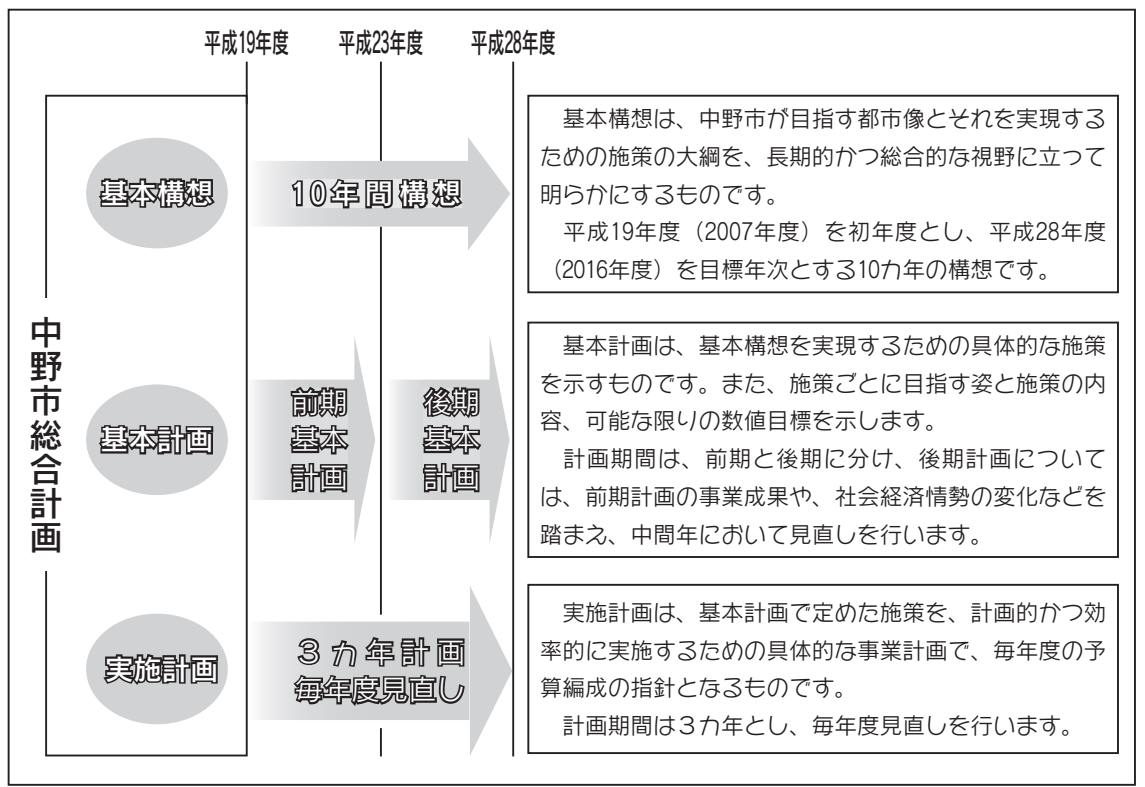 平成19年度 平成23年度 平成28年度
中野市総合計画
基本構想
10年間構想
　基本構想は、中野市が目指す都市像とそれを実現する
ための施策の大綱を、長期的かつ総合的な視野に立って
明らかにするものです。
　平成19年度（2007年度）を初年度とし、平成28年度
（2016年度）を目標年次とする10カ年の構想です。
基本計画
前期
基本
計画
後期
基本
計画
　基本計画は、基本構想を実現するための具体的な施策
を示すものです。また、施策ごとに目指す姿と施策の内
容、可能な限りの数値目標を示します。
　計画期間は、前期と後期に分け、後期計画について
は、前期計画の事業成果や、社会経済情勢の変化などを
踏まえ、中間年において見直しを行います。
実施計画
３カ年計画
毎年度見直し
　実施計画は、基本計画で定めた施策を、計画的かつ効
率的に実施するための具体的な事業計画で、毎年度の予
算編成の指針となるものです。
　計画期間は３カ年とし、毎年度見直しを行います。